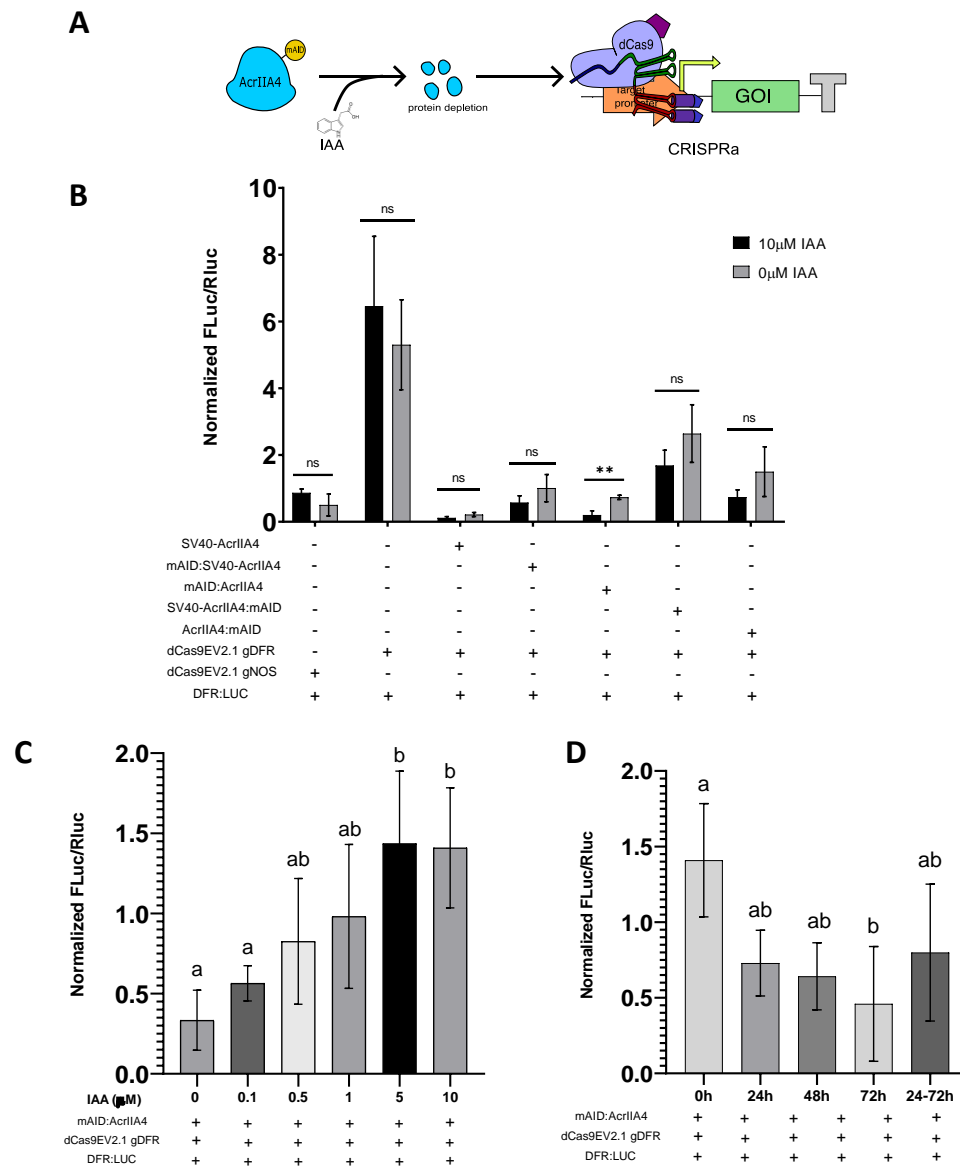 A
mAID
AcrIIA4
IAA
O
OH
N
H
protein depletion
dCas9
Target
promoter
GOI
T
CRISPRa
B
Normalized FLuc/Rluc
10
8
6
4
2
0
ns
ns
ns
ns
**
ns
ns
10μM IAA
0μM IAA
SV40-AcrIIA4 - - + - - - -
mAID:SV40-AcrIIA4 - - - + - - -
mAID:AcrIIA4 - - - - + - -
SV40-AcrIIA4:mAID - - - - - + -
AcrIIA4:mAID - - - - - - +
dCas9EV2.1 gDFR - + + + + + +
dCas9EV2.1 gNOS + - - - - - -
DFR:LUC + + + + + + +
C
Normalized FLuc/Rluc
2.0
1.5
1.0
0.5
0.0
a a ab ab b b
IAA (μM) 0 0.1 0.5 1 5 10
mAID:AcrIIA4 + + + + + +
dCas9EV2.1 gDFR + + + + + +
DFR:LUC + + + + + +
D
Normalized FLuc/Rluc
2.0
1.5
1.0
0.5
0.0
a ab ab b ab
0h 24h 48h 72h 24-72h
mAID:AcrIIA4 + + + + + +
dCas9EV2.1 gDFR + + + + + +
DFR:LUC + + + + + +